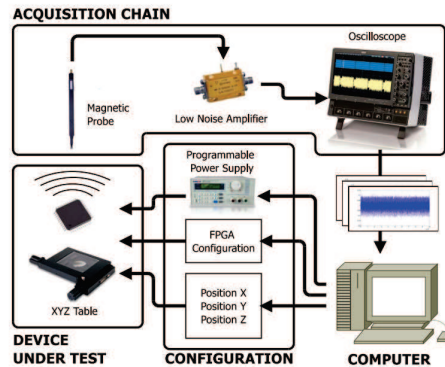 ACQUISITION CHAIN
Oscilloscope
Magnetic
Probe
Low Noise Amplifier
Programmable
Power Supply
FPGA
Configuration
XYZ Table
Position X
Position Y
Position Z
DEVICE
UNDER TEST
CONFIGURATION
COMPUTER